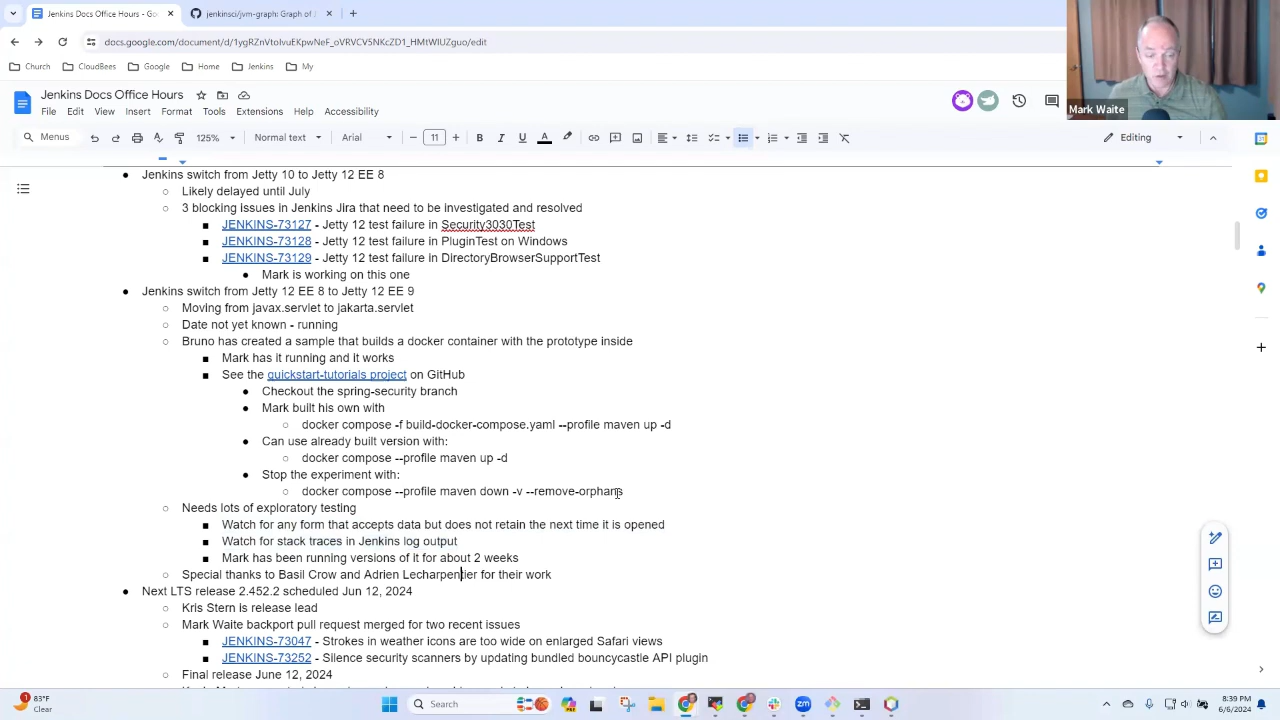 Jenkins Docs Office Hours - Go
jenkinsci/jvm-graph: Graph of J
docs.google.com/document/d/1ygRZnVtoIvuEKpwNeF_oVRVCV5NKcZD1_HMtWIUZguo/edit
Church
CloudBees
Google
Home
Jenkins
My
Mark Waite
Jenkins Docs Office Hours
File Edit View Insert Format Tools Extensions Help Accessibility
Menus 125% Normal text Arial 11 Editing
Jenkins switch from Jetty 10 to Jetty 12 EE 8
Likely delayed until July
3 blocking issues in Jenkins Jira that need to be investigated and resolved
JENKINS-73127 - Jetty 12 test failure in Security3030Test
JENKINS-73128 - Jetty 12 test failure in PluginTest on Windows
JENKINS-73129 - Jetty 12 test failure in DirectoryBrowserSupportTest
Mark is working on this one
Jenkins switch from Jetty 12 EE 8 to Jetty 12 EE 9
Moving from javax.servlet to jakarta.servlet
Date not yet known - running
Bruno has created a sample that builds a docker container with the prototype inside
Mark has it running and it works
See the quickstart-tutorials project on GitHub
Checkout the spring-security branch
Mark built his own with
docker compose -f build-docker-compose.yaml --profile maven up -d
Can use already built version with:
docker compose --profile maven up -d
Stop the experiment with:
docker compose --profile maven down -v --remove-orphans
Needs lots of exploratory testing
Watch for any form that accepts data but does not retain the next time it is opened
Watch for stack traces in Jenkins log output
Mark has been running versions of it for about 2 weeks
Special thanks to Basil Crow and Adrien Lecharpentier for their work
Next LTS release 2.452.2 scheduled Jun 12, 2024
Kris Stern is release lead
Mark Waite backport pull request merged for two recent issues
JENKINS-73047 - Strokes in weather icons are too wide on enlarged Safari views
JENKINS-73252 - Silence security scanners by updating bundled bouncycastle API plugin
Final release June 12, 2024
1
83°F
Clear
Search
8:39 PM
6/6/2024